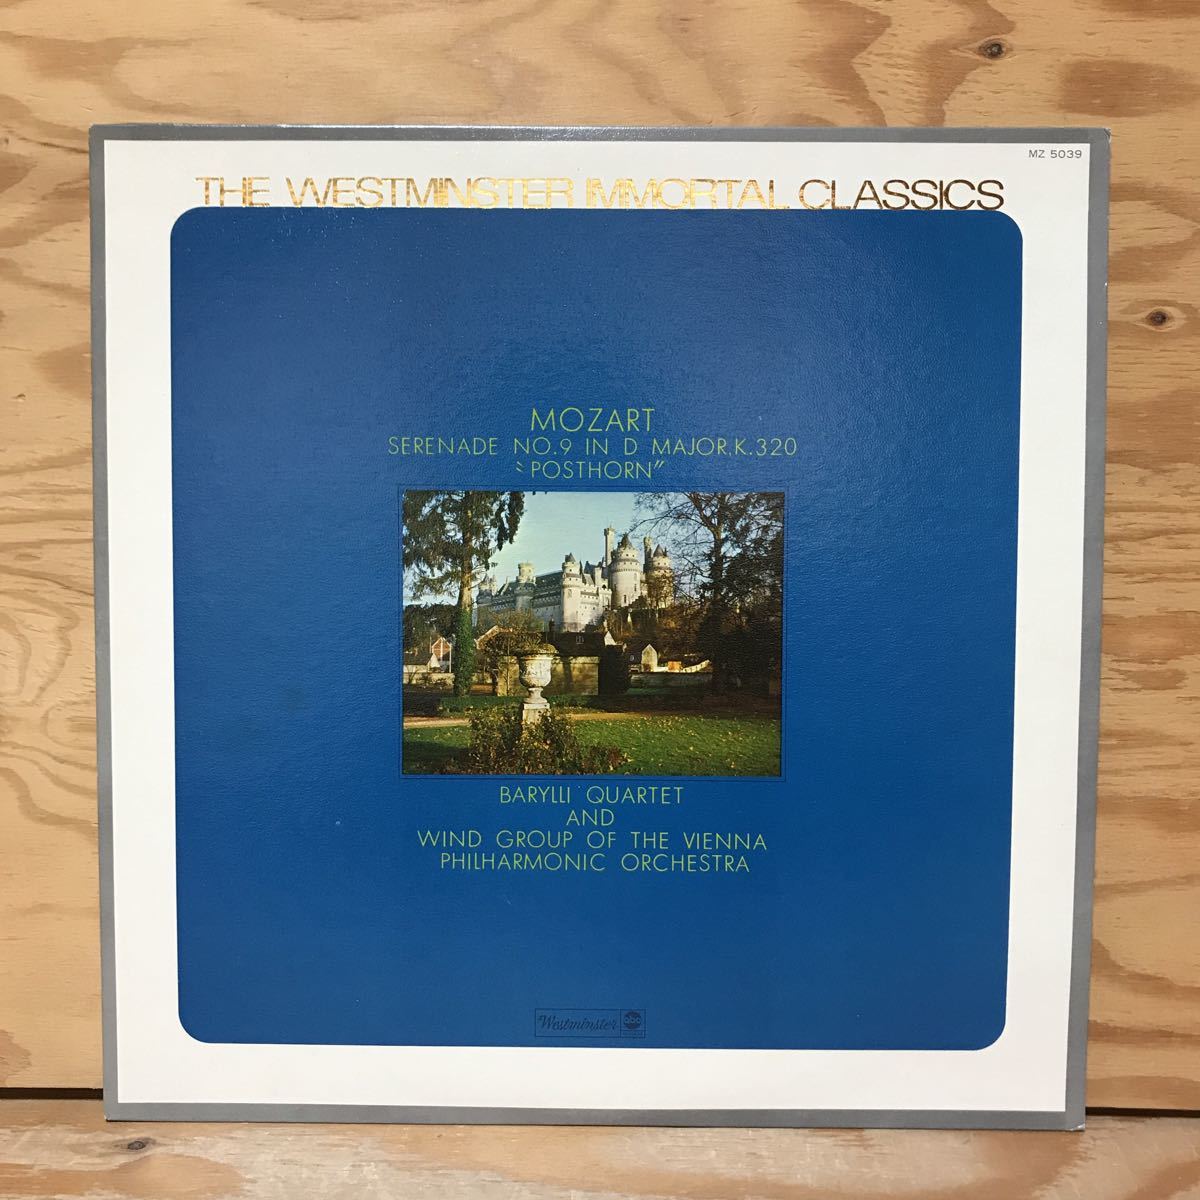 MZ 5039
THE WESTMINSTER IMMORTAL CLASSICS
MOZART
SERENADE NO.9 IN D MAJOR,K.320
〝POSTHORN″
BARYLLI QUARTET
AND
WIND GROUP OF THE VIENNA
PHILHARMONIC ORCHESTRA
Westminster abc